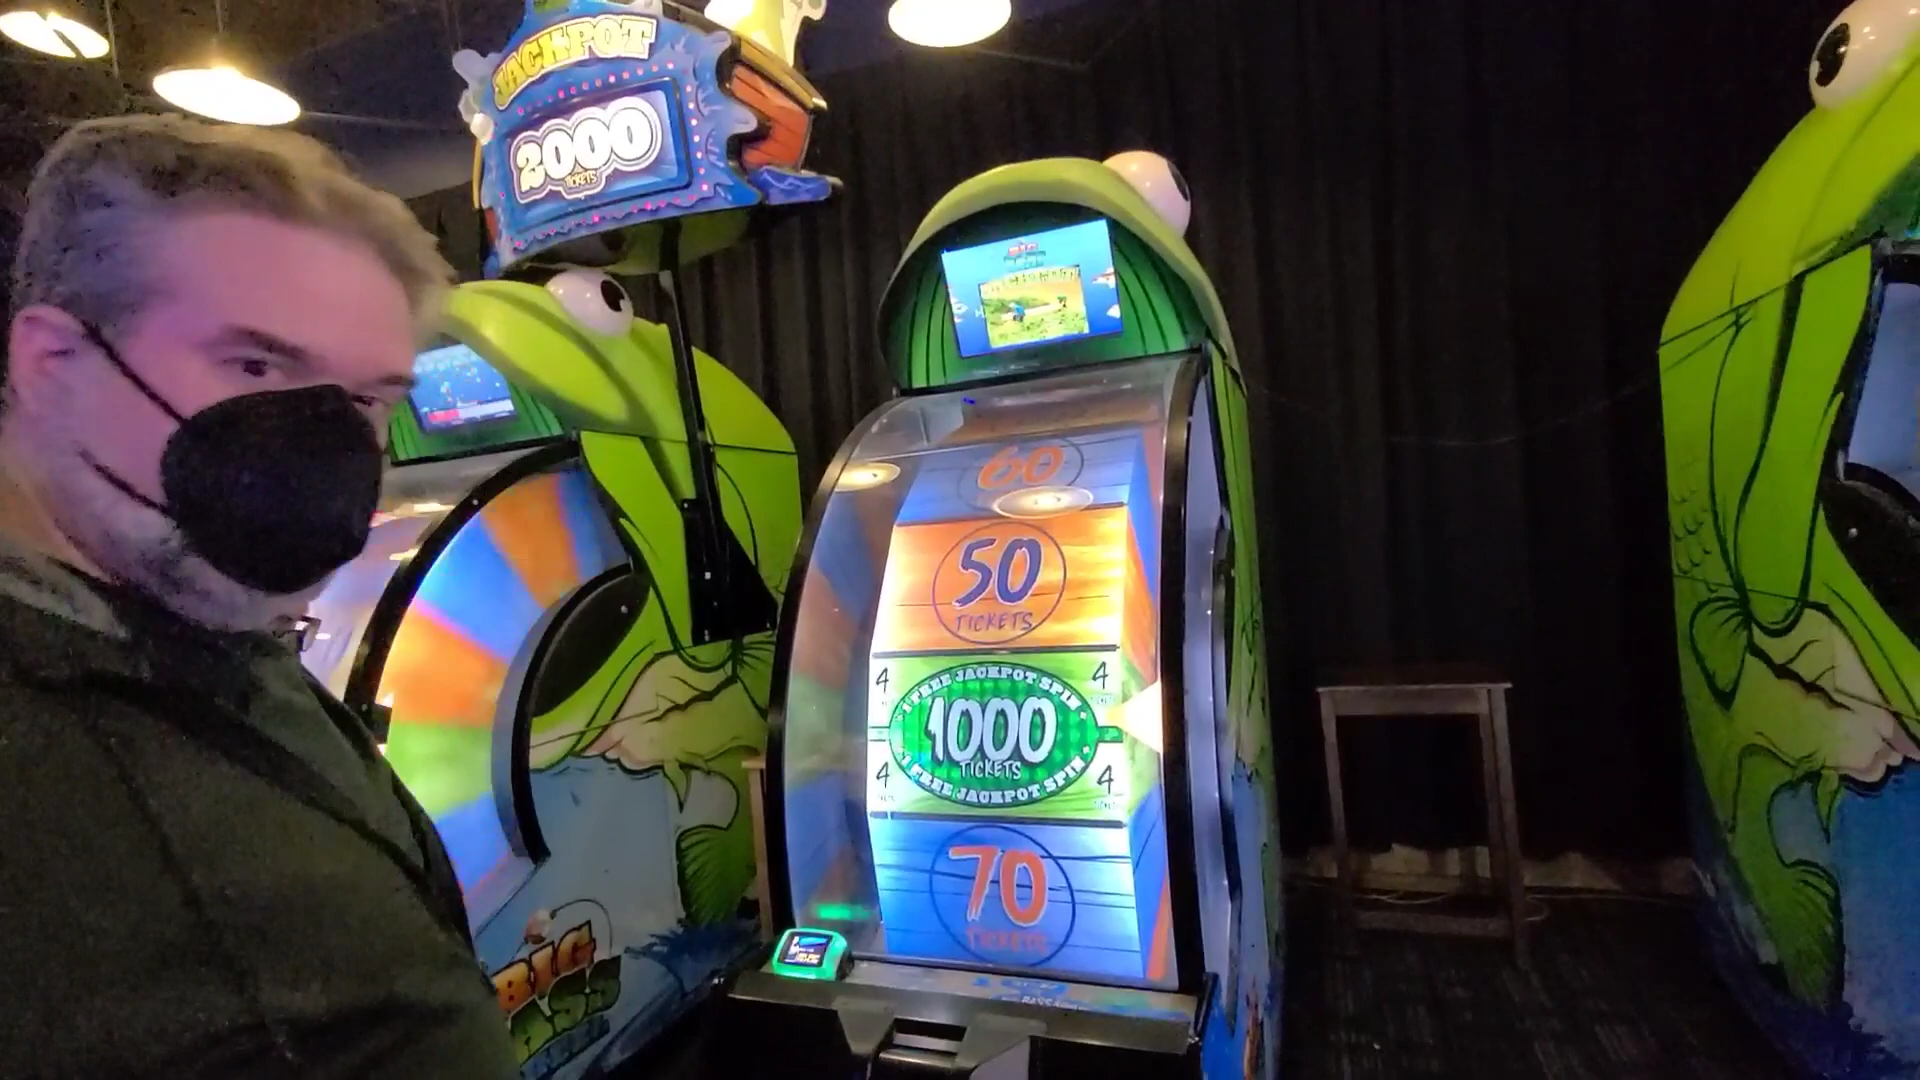 JACKPOT
2000
TICKETS
60
50
TICKETS
4
4
1 FREE JACKPOT SPIN
1000
TICKETS
1 FREE JACKPOT SPIN
4
4
TICKETS
70
TICKETS
BIG
BASS